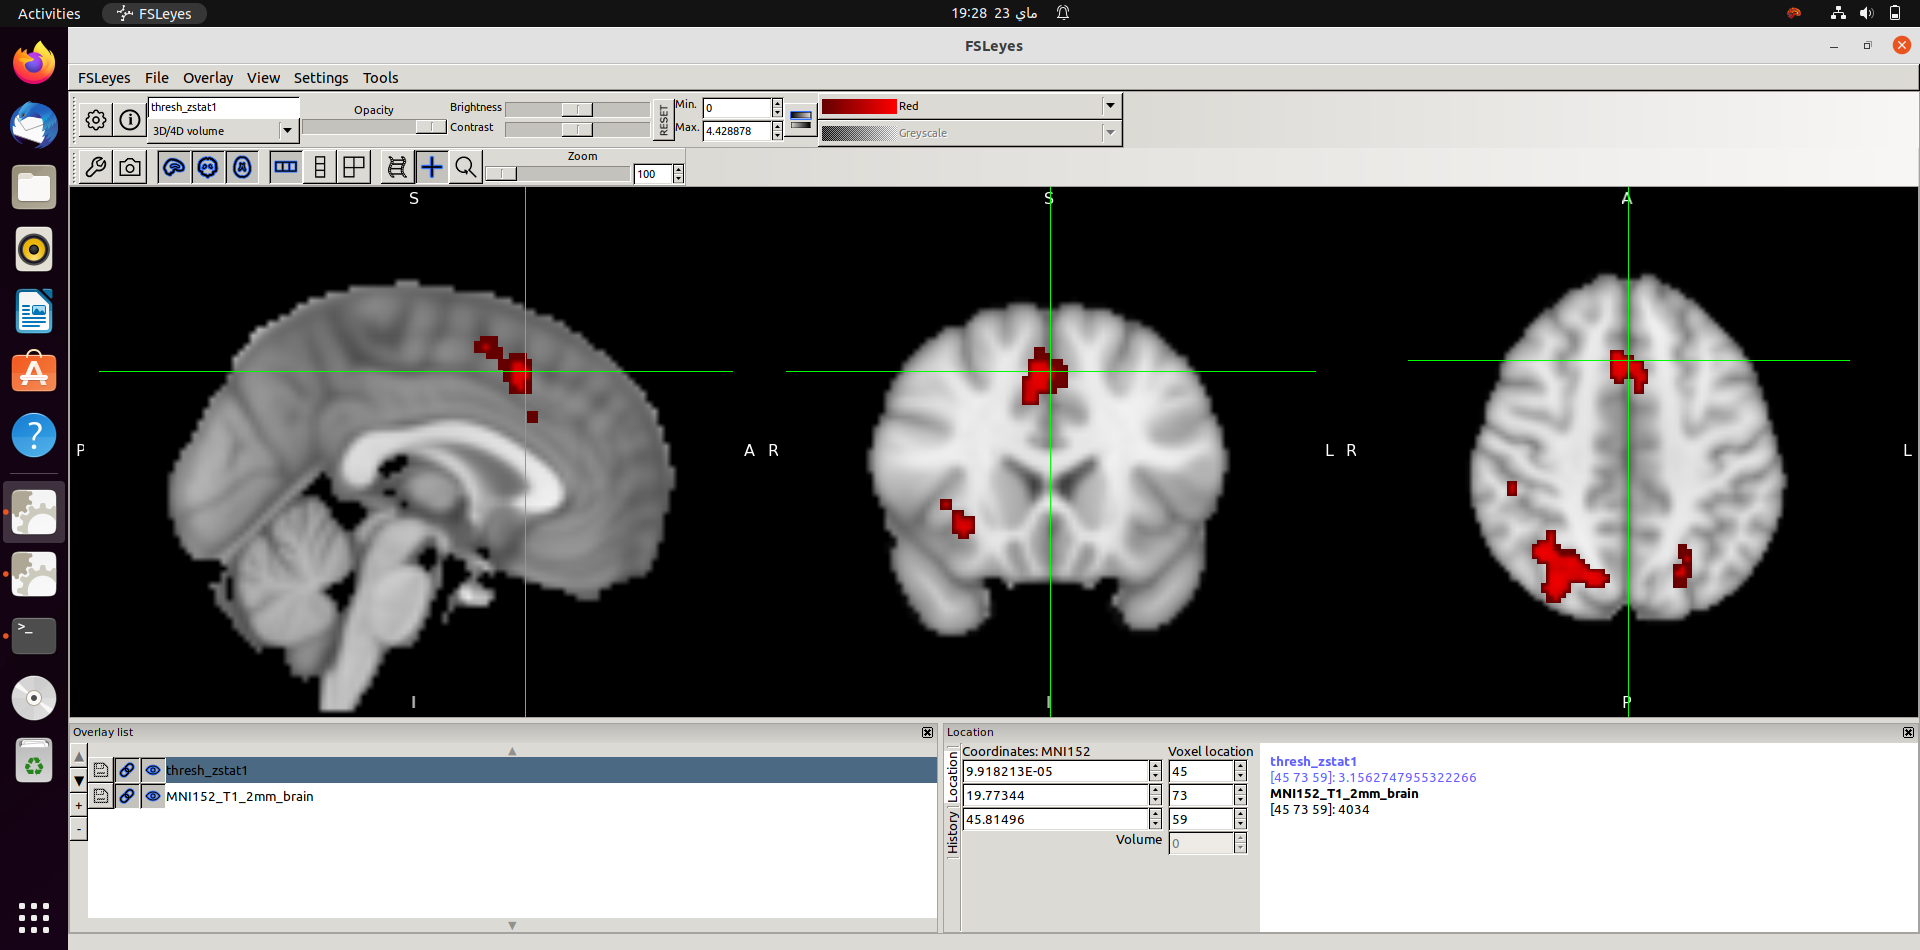 Activities
FSLeyes
19:28 23 ماي
FSLeyes
FSLeyes File Overlay View Settings Tools
thresh_zstat1
3D/4D volume
Opacity
Brightness
Contrast
RESET
Min. 0
Max. 4.428878
Red
Greyscale
Zoom
100
S
S
A
P
A
R
L
R
L
I
I
P
Overlay list
thresh_zstat1
MNI152_T1_2mm_brain
+
-
Location
Location
History
Coordinates: MNI152
Voxel location
9.918213E-05
45
19.77344
73
45.81496
59
Volume
0
thresh_zstat1
[45 73 59]: 3.1562747955322266
MNI152_T1_2mm_brain
[45 73 59]: 4034